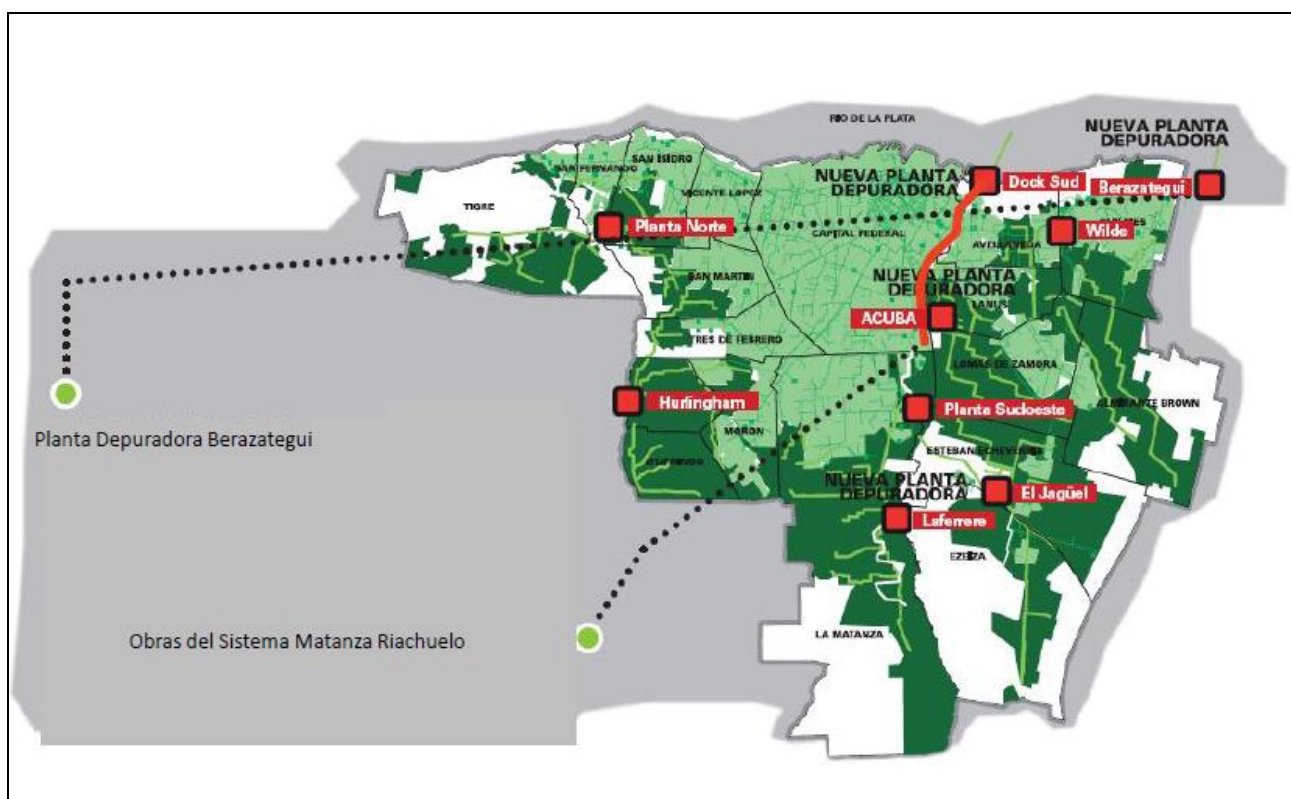 RIO DE LA PLATA
NUEVA PLANTA
DEPURADORA
SAN ISIDRO
SAN FERNANDO
VICENTE LOPEZ
NUEVA PLANTA
DEPURADORA
Dock Sud
Berazategui
TIGRE
Planta Norte
CAPITAL FEDERAL
AVELLANEDA
Wilde
QUILMES
SAN MARTIN
NUEVA PLANTA
DEPURADORA
LANUS
ACUBA
TRES DE FEBRERO
LOMAS DE ZAMORA
Hurlingham
Planta Sudoeste
ALMIRANTE BROWN
MORON
Planta Depuradora Berazategui
ITUZAINGO
ESTEBAN ECHEVERRIA
NUEVA PLANTA
DEPURADORA
El Jagüel
Laferrere
EZEIZA
LA MATANZA
Obras del Sistema Matanza Riachuelo